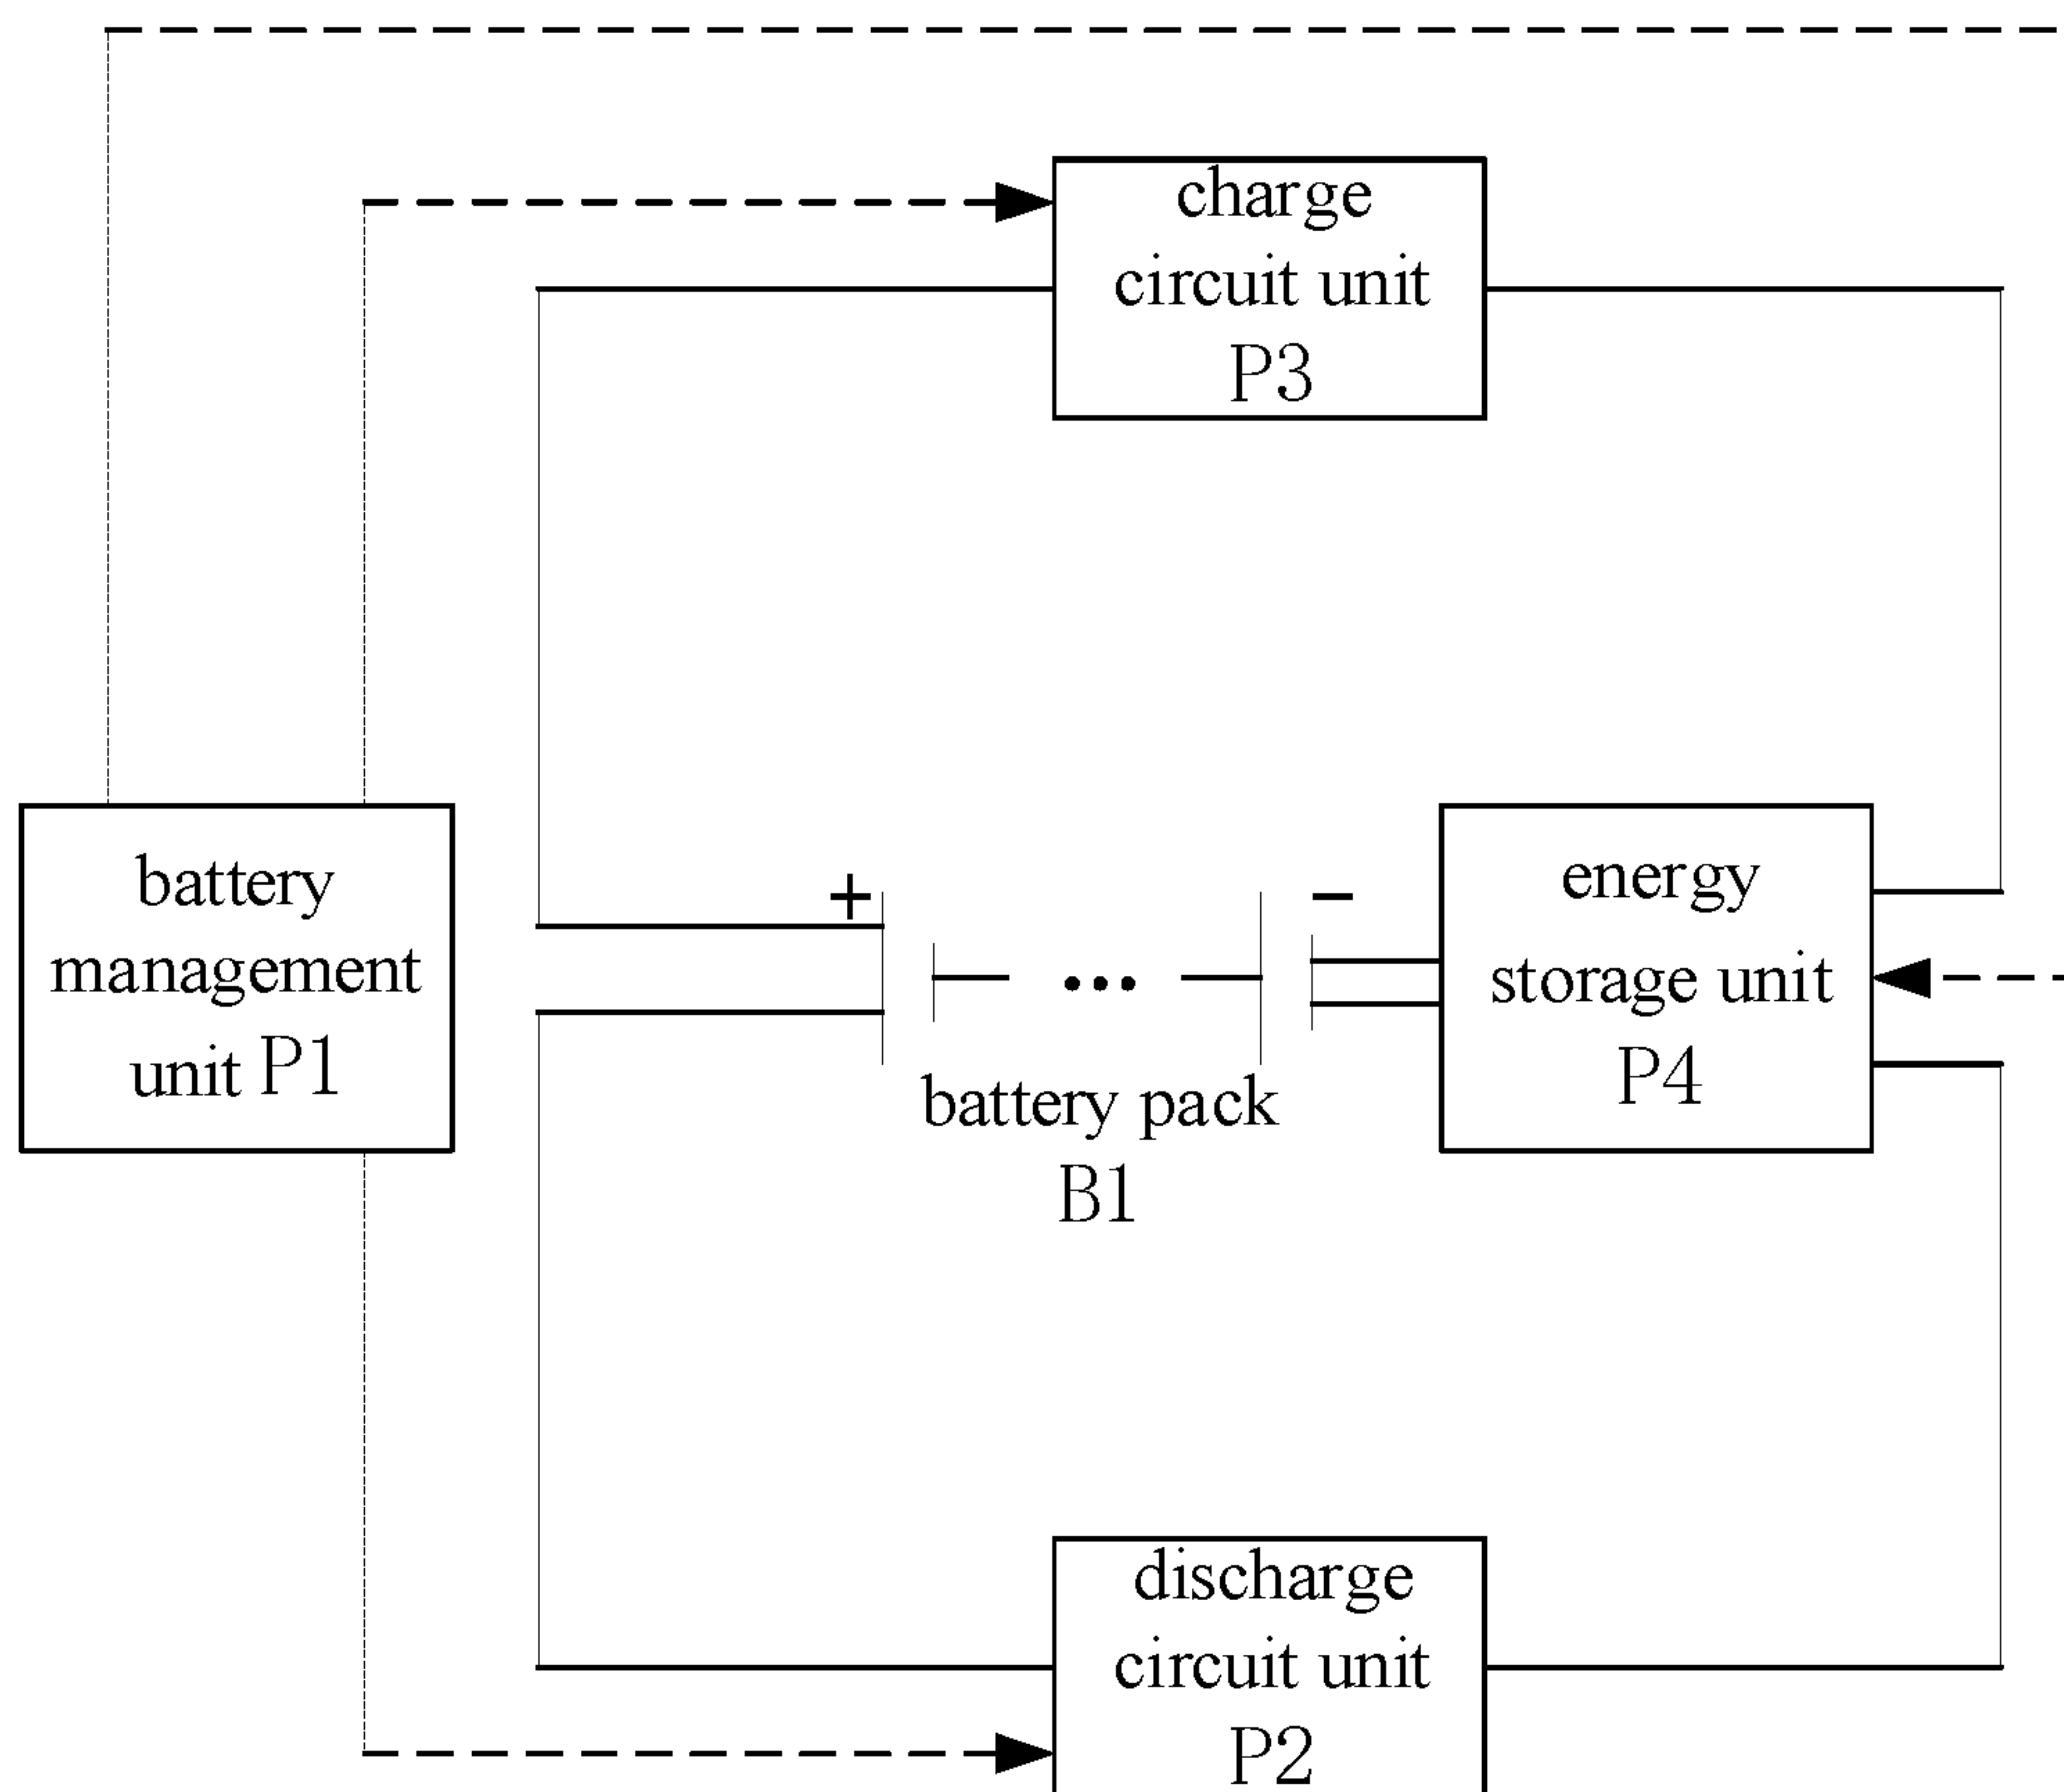 charge
circuit unit
P3
battery
management
unit P1
+
−
•••
battery pack
B1
energy
storage unit
P4
discharge
circuit unit
P2